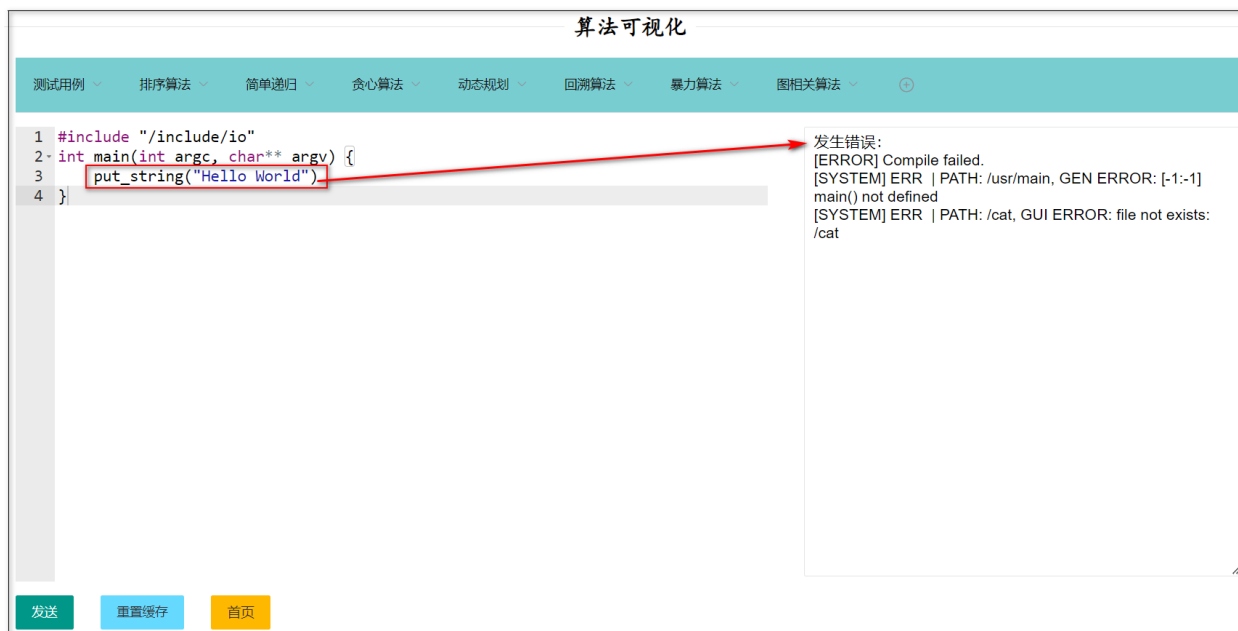 算法可视化
测试用例 排序算法 简单递归 贪心算法 动态规划 回溯算法 暴力算法 图相关算法
1 #include "/include/io"
2 int main(int argc, char** argv) {
3 put_string("Hello World")
4 }
发生错误:
[ERROR] Compile failed.
[SYSTEM] ERR | PATH: /usr/main, GEN ERROR: [-1:-1]
main() not defined
[SYSTEM] ERR | PATH: /cat, GUI ERROR: file not exists:
/cat
发送 重置缓存 首页